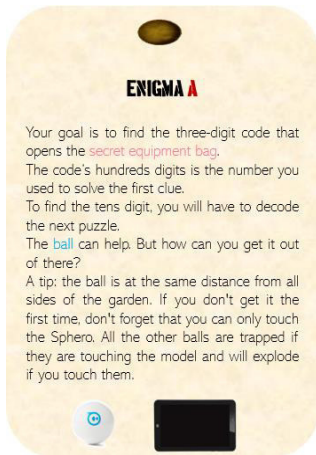 ENIGMA A
Your goal is to find the three-digit code that
opens the secret equipment bag.
The code's hundreds digits is the number you
used to solve the first clue.
To find the tens digit, you will have to decode
the next puzzle.
The ball can help. But how can you get it out
of there?
A tip: the ball is at the same distance from all
sides of the garden. If you don't get it the
first time, don't forget that you can only touch
the Sphero. All the other balls are trapped if
they are touching the model and will explode
if you touch them.